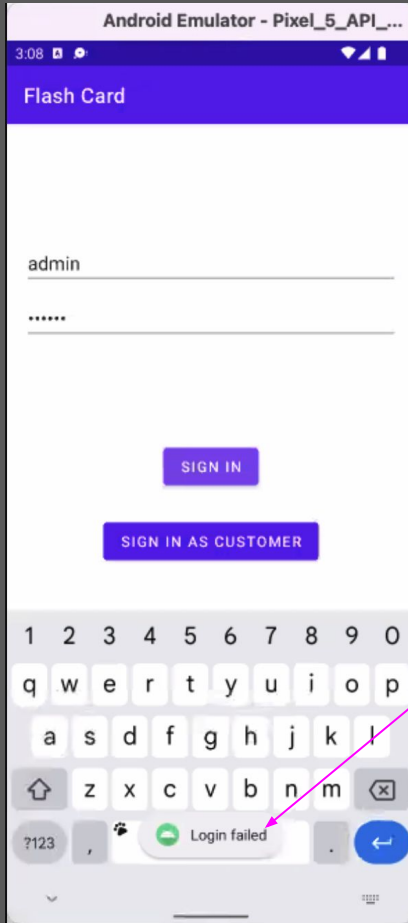 Android Emulator - Pixel_5_API_...
3:08
Flash Card
admin
••••••
SIGN IN
SIGN IN AS CUSTOMER
1 2 3 4 5 6 7 8 9 0
q w e r t y u i o p
a s d f g h j k l
z x c v b n m
?123 , Login failed .